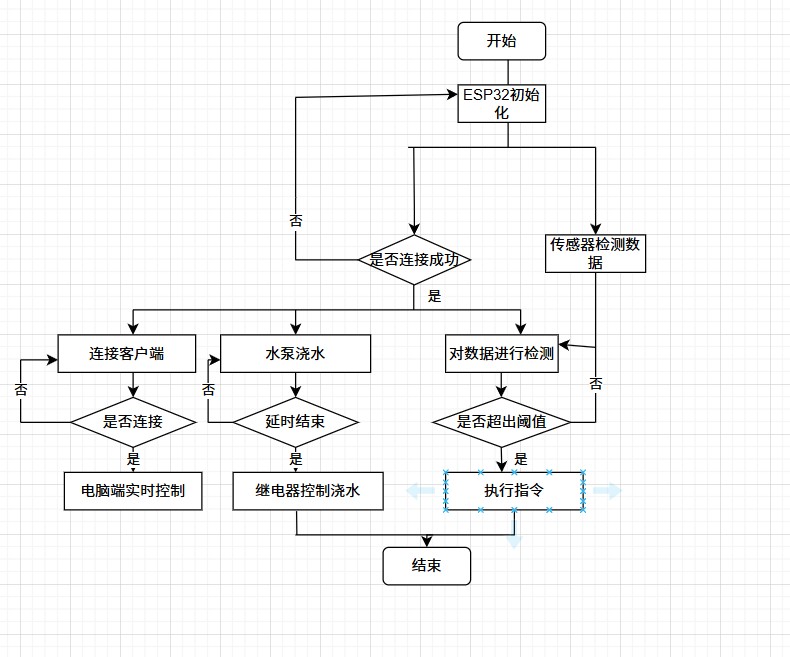 开始
ESP32初始
化
否
是否连接成功
传感器检测数
据
是
连接客户端
水泵浇水
对数据进行检测
否
否
否
是否连接
延时结束
是否超出阈值
是
是
是
电脑端实时控制
继电器控制浇水
执行指令
结束